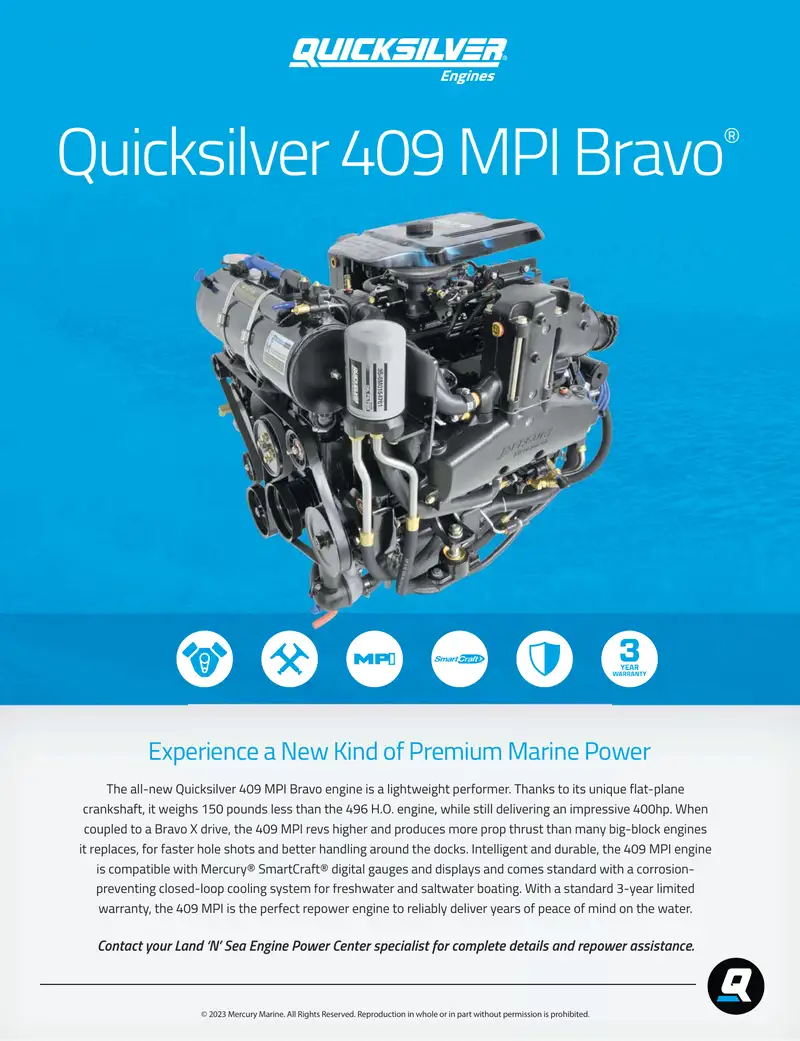 QUICKSILVER®
Engines
Quicksilver 409 MPI Bravo®
QUICKSILVER
MPI
SmartCraft
3
YEAR
WARRANTY
Experience a New Kind of Premium Marine Power
The all-new Quicksilver 409 MPI Bravo engine is a lightweight performer. Thanks to its unique flat-plane
crankshaft, it weighs 150 pounds less than the 496 H.O. engine, while still delivering an impressive 400hp. When
coupled to a Bravo X drive, the 409 MPI revs higher and produces more prop thrust than many big-block engines
it replaces, for faster hole shots and better handling around the docks. Intelligent and durable, the 409 MPI engine
is compatible with Mercury® SmartCraft® digital gauges and displays and comes standard with a corrosion-
preventing closed-loop cooling system for freshwater and saltwater boating. With a standard 3-year limited
warranty, the 409 MPI is the perfect repower engine to reliably deliver years of peace of mind on the water.
Contact your Land ‘N’ Sea Engine Power Center specialist for complete details and repower assistance.
Q
© 2023 Mercury Marine. All Rights Reserved. Reproduction in whole or in part without permission is prohibited.